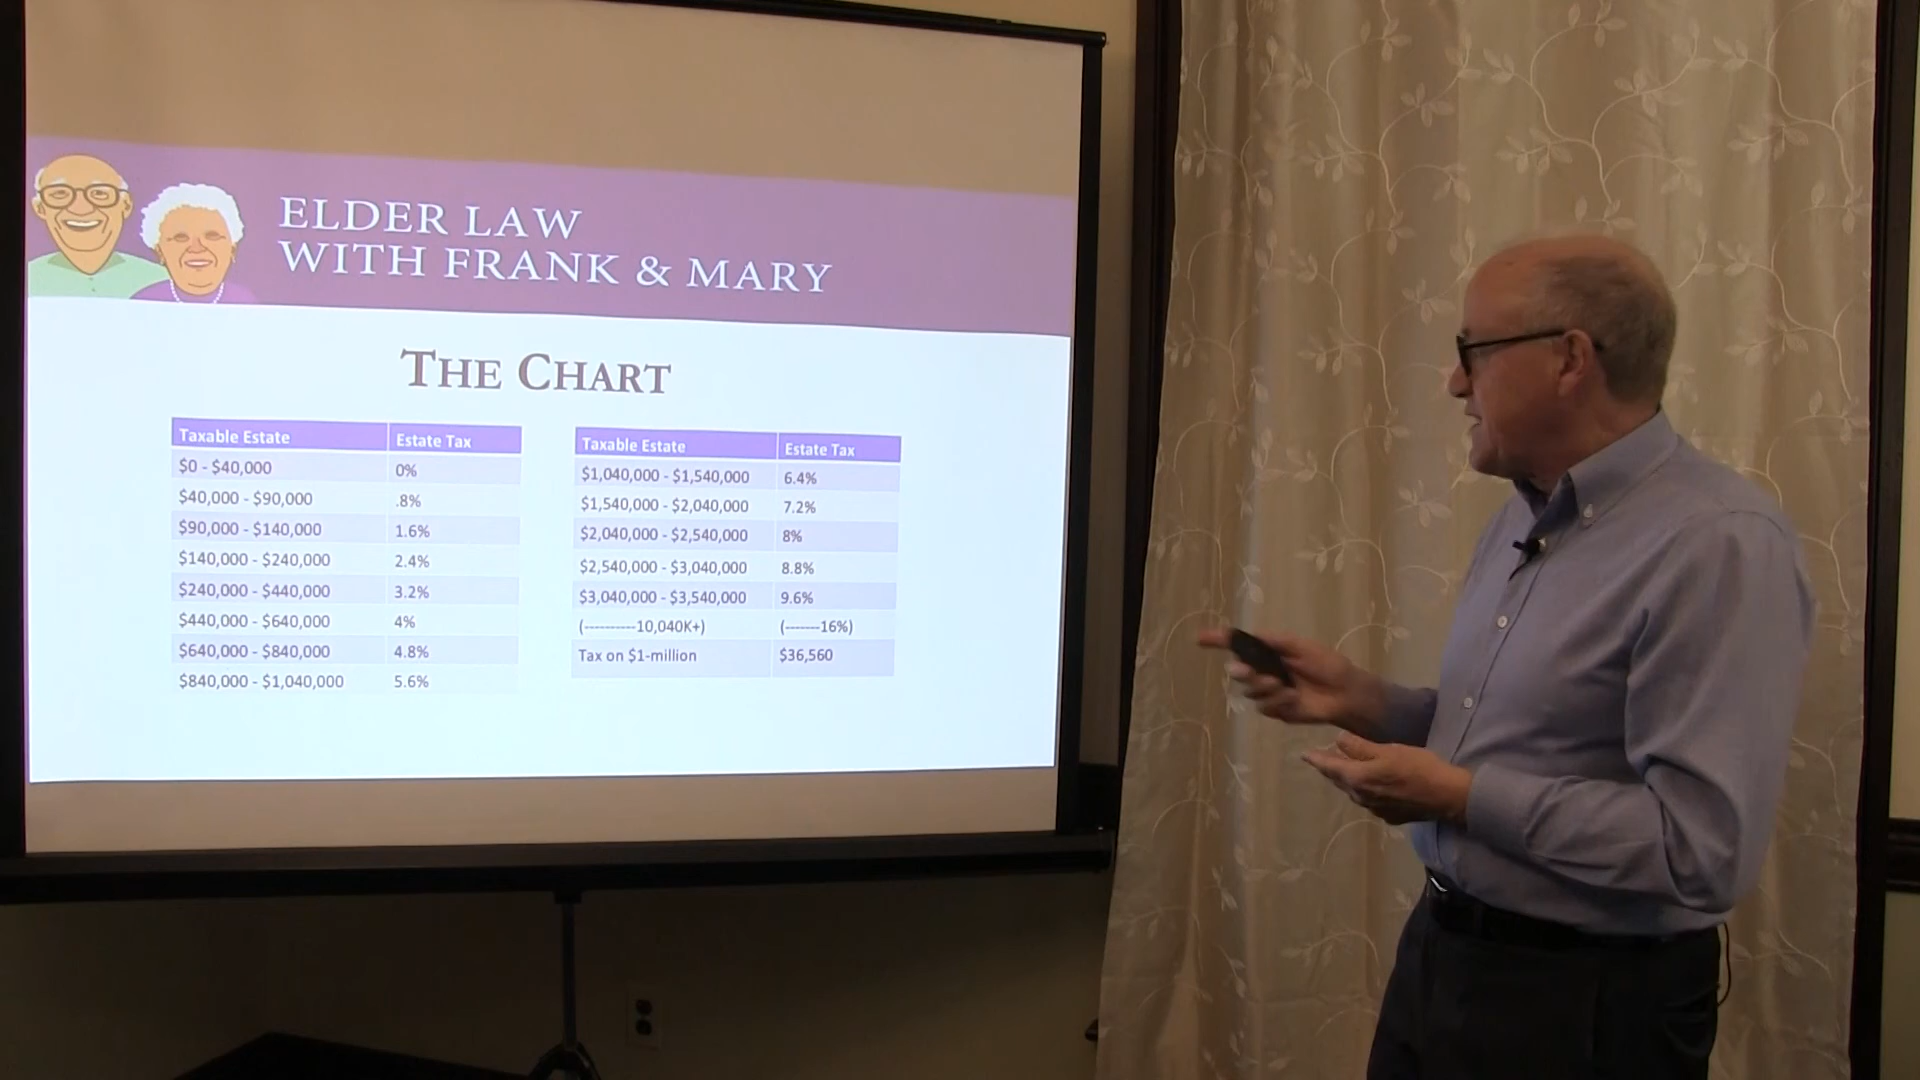 ELDER LAW
WITH FRANK & MARY
THE CHART
Taxable Estate Estate Tax
$0 - $40,000 0%
$40,000 - $90,000 .8%
$90,000 - $140,000 1.6%
$140,000 - $240,000 2.4%
$240,000 - $440,000 3.2%
$440,000 - $640,000 4%
$640,000 - $840,000 4.8%
$840,000 - $1,040,000 5.6%
Taxable Estate Estate Tax
$1,040,000 - $1,540,000 6.4%
$1,540,000 - $2,040,000 7.2%
$2,040,000 - $2,540,000 8%
$2,540,000 - $3,040,000 8.8%
$3,040,000 - $3,540,000 9.6%
(----------10,040K+) (-------16%)
Tax on $1-million $36,560